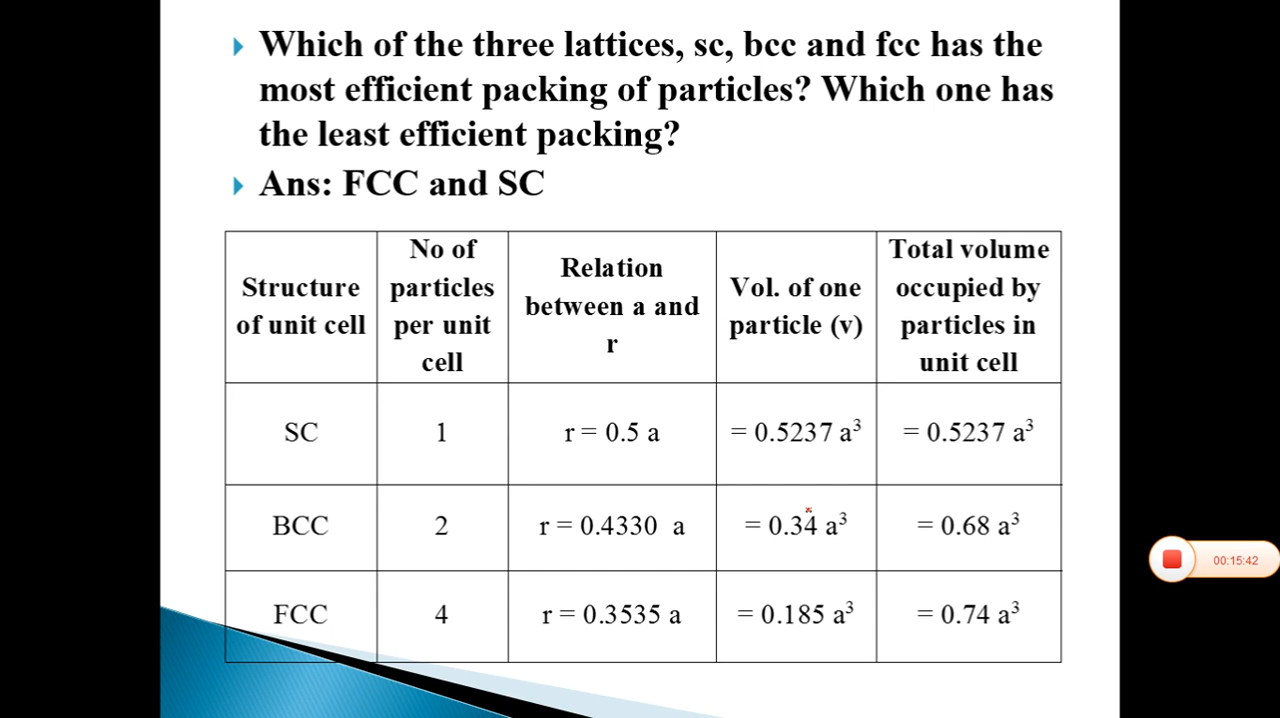 Which of the three lattices, sc, bcc and fcc has the
most efficient packing of particles? Which one has
the least efficient packing?
Ans: FCC and SC
Structure of unit cell | No of particles per unit cell | Relation between a and r | Vol. of one particle (v) | Total volume occupied by particles in unit cell
SC | 1 | r = 0.5 a | = 0.5237 a³ | = 0.5237 a³
BCC | 2 | r = 0.4330 a | = 0.34 a³ | = 0.68 a³
FCC | 4 | r = 0.3535 a | = 0.185 a³ | = 0.74 a³
00:15:42